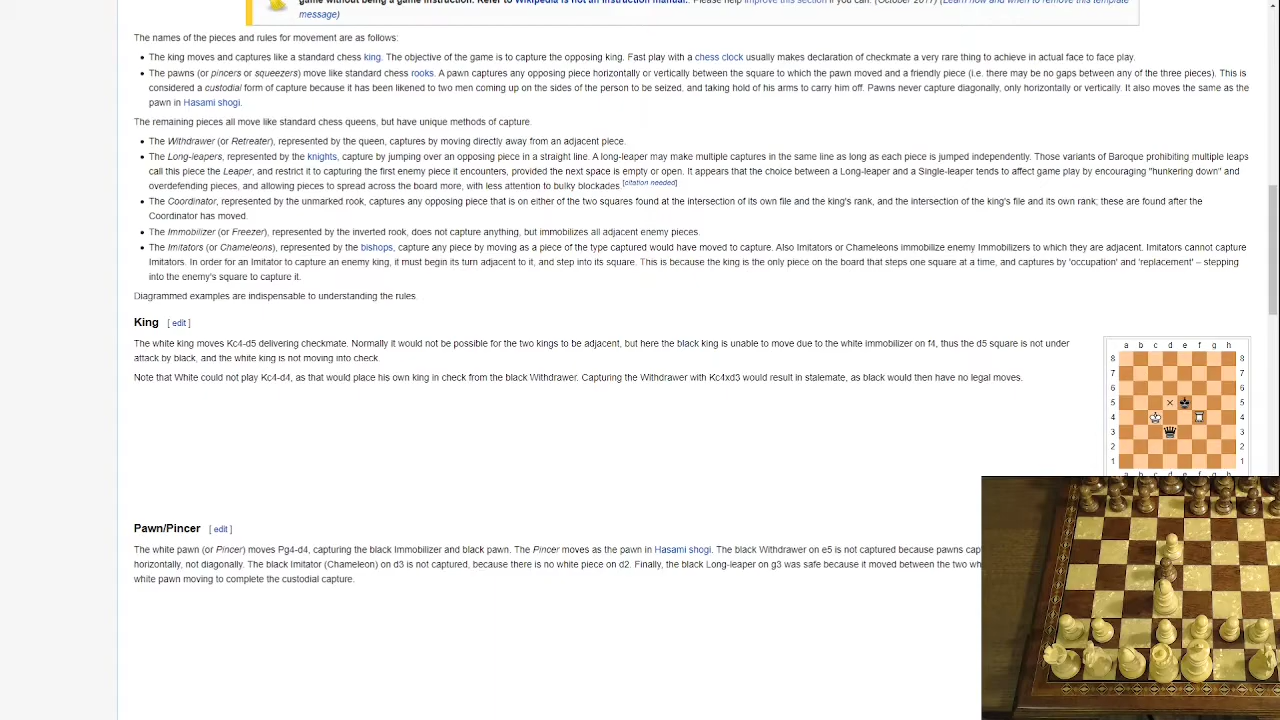 game without being a game instruction. Refer to Wikipedia is not an instruction manual. Please help improve this section if you can. (October 2017) (Learn how and when to remove this template
message)
The names of the pieces and rules for movement are as follows:
The king moves and captures like a standard chess king. The objective of the game is to capture the opposing king. Fast play with a chess clock usually makes declaration of checkmate a very rare thing to achieve in actual face to face play.
The pawns (or pincers or squeezers) move like standard chess rooks. A pawn captures any opposing piece horizontally or vertically between the square to which the pawn moved and a friendly piece (i.e. there may be no gaps between any of the three pieces). This is
considered a custodial form of capture because it has been likened to two men coming up on the sides of the person to be seized, and taking hold of his arms to carry him off. Pawns never capture diagonally, only horizontally or vertically. It also moves the same as the
pawn in Hasami shogi.
The remaining pieces all move like standard chess queens, but have unique methods of capture.
The Withdrawer (or Retreater), represented by the queen, captures by moving directly away from an adjacent piece.
The Long-leapers, represented by the knights, capture by jumping over an opposing piece in a straight line. A long-leaper may make multiple captures in the same line as long as each piece is jumped independently. Those variants of Baroque prohibiting multiple leaps
call this piece the Leaper, and restrict it to capturing the first enemy piece it encounters, provided the next space is empty or open. It appears that the choice between a Long-leaper and a Single-leaper tends to affect game play by encouraging "hunkering down" and
overdefending pieces, and allowing pieces to spread across the board more, with less attention to bulky blockades [citation needed]
The Coordinator, represented by the unmarked rook, captures any opposing piece that is on either of the two squares found at the intersection of its own file and the king's rank, and the intersection of the king's file and its own rank; these are found after the
Coordinator has moved.
The Immobilizer (or Freezer), represented by the inverted rook, does not capture anything, but immobilizes all adjacent enemy pieces.
The Imitators (or Chameleons), represented by the bishops, capture any piece by moving as a piece of the type captured would have moved to capture. Also Imitators or Chameleons immobilize enemy Immobilizers to which they are adjacent. Imitators cannot capture
Imitators. In order for an Imitator to capture an enemy king, it must begin its turn adjacent to it, and step into its square. This is because the king is the only piece on the board that steps one square at a time, and captures by 'occupation' and 'replacement' – stepping
into the enemy's square to capture it.
Diagrammed examples are indispensable to understanding the rules.
King [ edit ]
The white king moves Kc4-d5 delivering checkmate. Normally it would not be possible for the two kings to be adjacent, but here the black king is unable to move due to the white immobilizer on f4, thus the d5 square is not under
attack by black, and the white king is not moving into check.
Note that White could not play Kc4-d4, as that would place his own king in check from the black Withdrawer. Capturing the Withdrawer with Kc4xd3 would result in stalemate, as black would then have no legal moves.
a b c d e f g h
8 8
7 7
6 6
5 5
4 4
3 3
2 2
1 1
Pawn/Pincer [ edit ]
The white pawn (or Pincer) moves Pg4-d4, capturing the black Immobilizer and black pawn. The Pincer moves as the pawn in Hasami shogi. The black Withdrawer on e5 is not captured because pawns cap
horizontally, not diagonally. The black Imitator (Chameleon) on d3 is not captured, because there is no white piece on d2. Finally, the black Long-leaper on g3 was safe because it moved between the two wh
white pawn moving to complete the custodial capture.